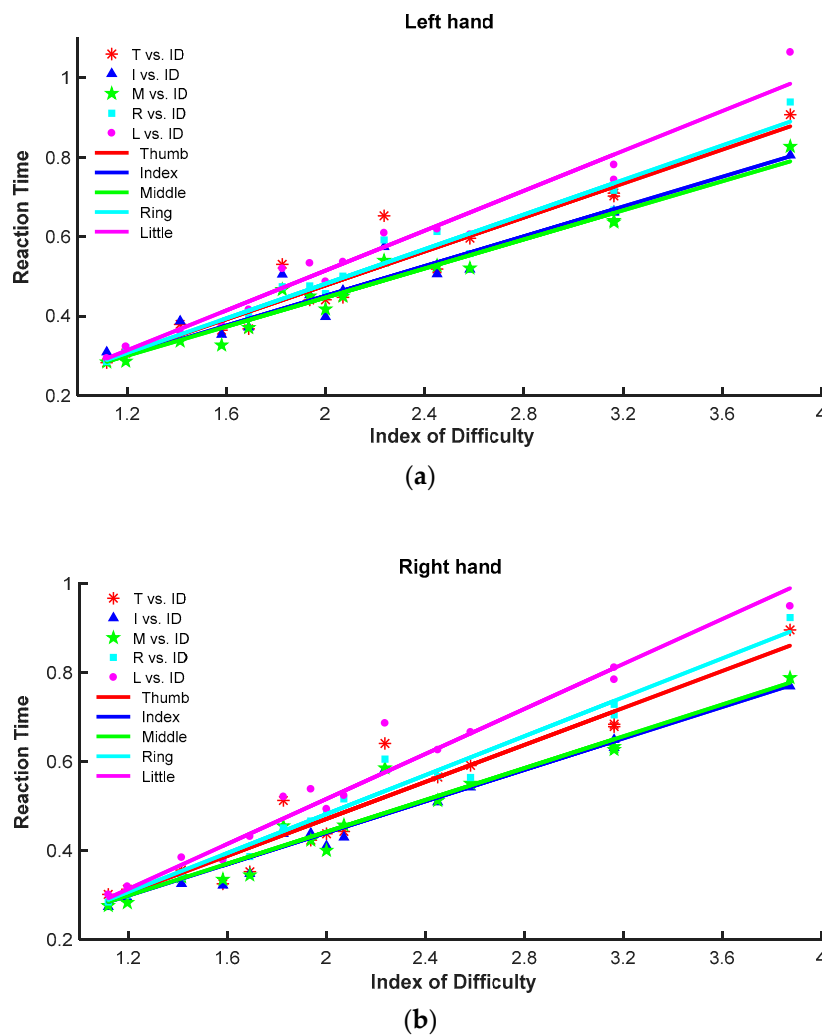 Left hand
1
0.8
0.6
0.4
0.2
Reaction Time
T vs. ID
I vs. ID
M vs. ID
R vs. ID
L vs. ID
Thumb
Index
Middle
Ring
Little
1.2 1.6 2 2.4 2.8 3.2 3.6 4
Index of Difficulty
(a)
Right hand
1
0.8
0.6
0.4
0.2
Reaction Time
T vs. ID
I vs. ID
M vs. ID
R vs. ID
L vs. ID
Thumb
Index
Middle
Ring
Little
1.2 1.6 2 2.4 2.8 3.2 3.6 4
Index of Difficulty
(b)